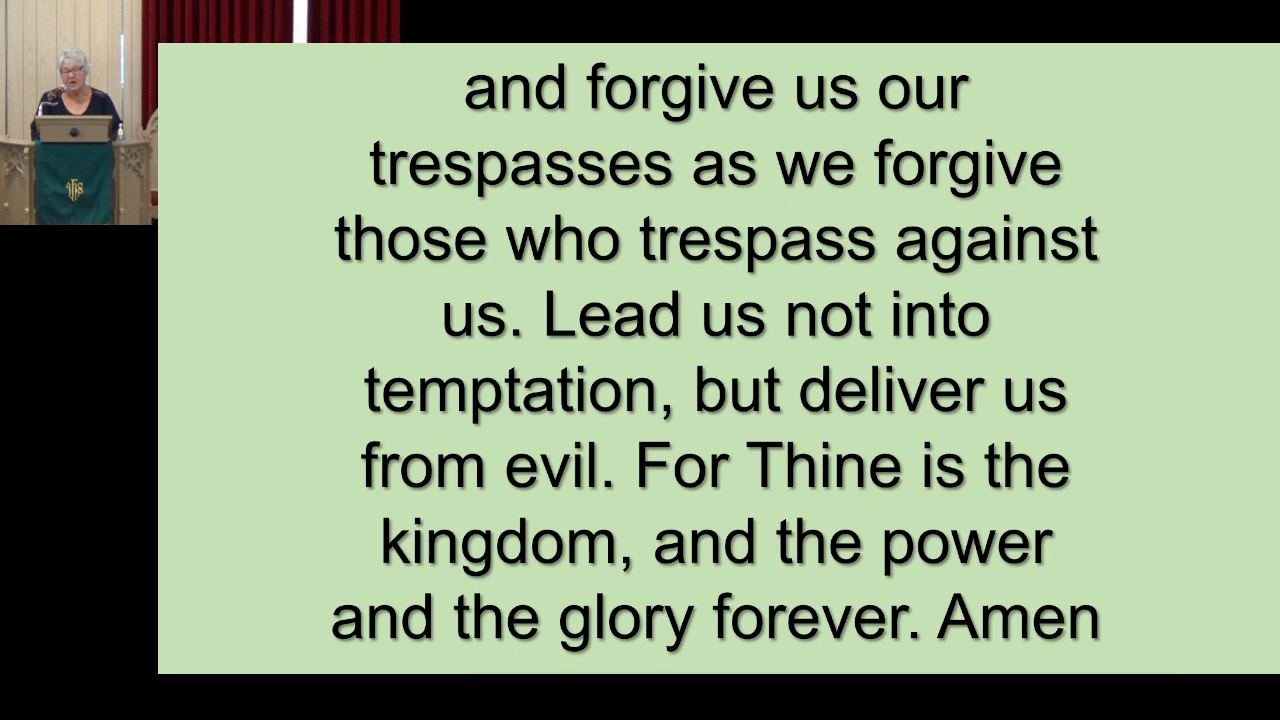 and forgive us our
trespasses as we forgive
those who trespass against
us. Lead us not into
temptation, but deliver us
from evil. For Thine is the
kingdom, and the power
and the glory forever. Amen
IHS